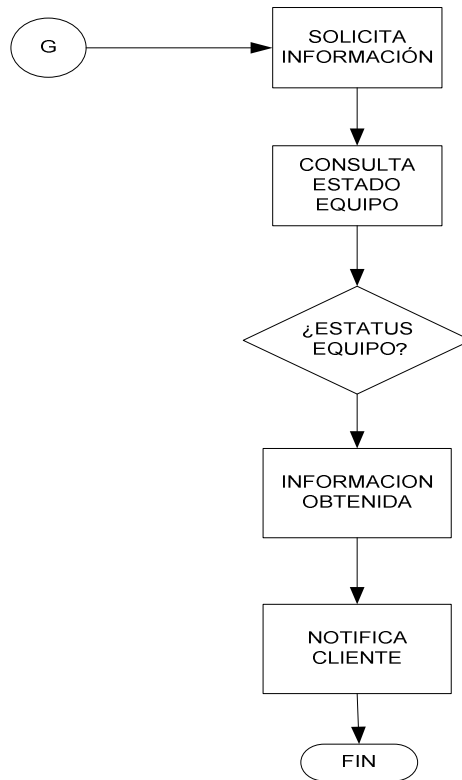 G
SOLICITA
INFORMACIÓN
CONSULTA
ESTADO
EQUIPO
¿ESTATUS
EQUIPO?
INFORMACION
OBTENIDA
NOTIFICA
CLIENTE
FIN